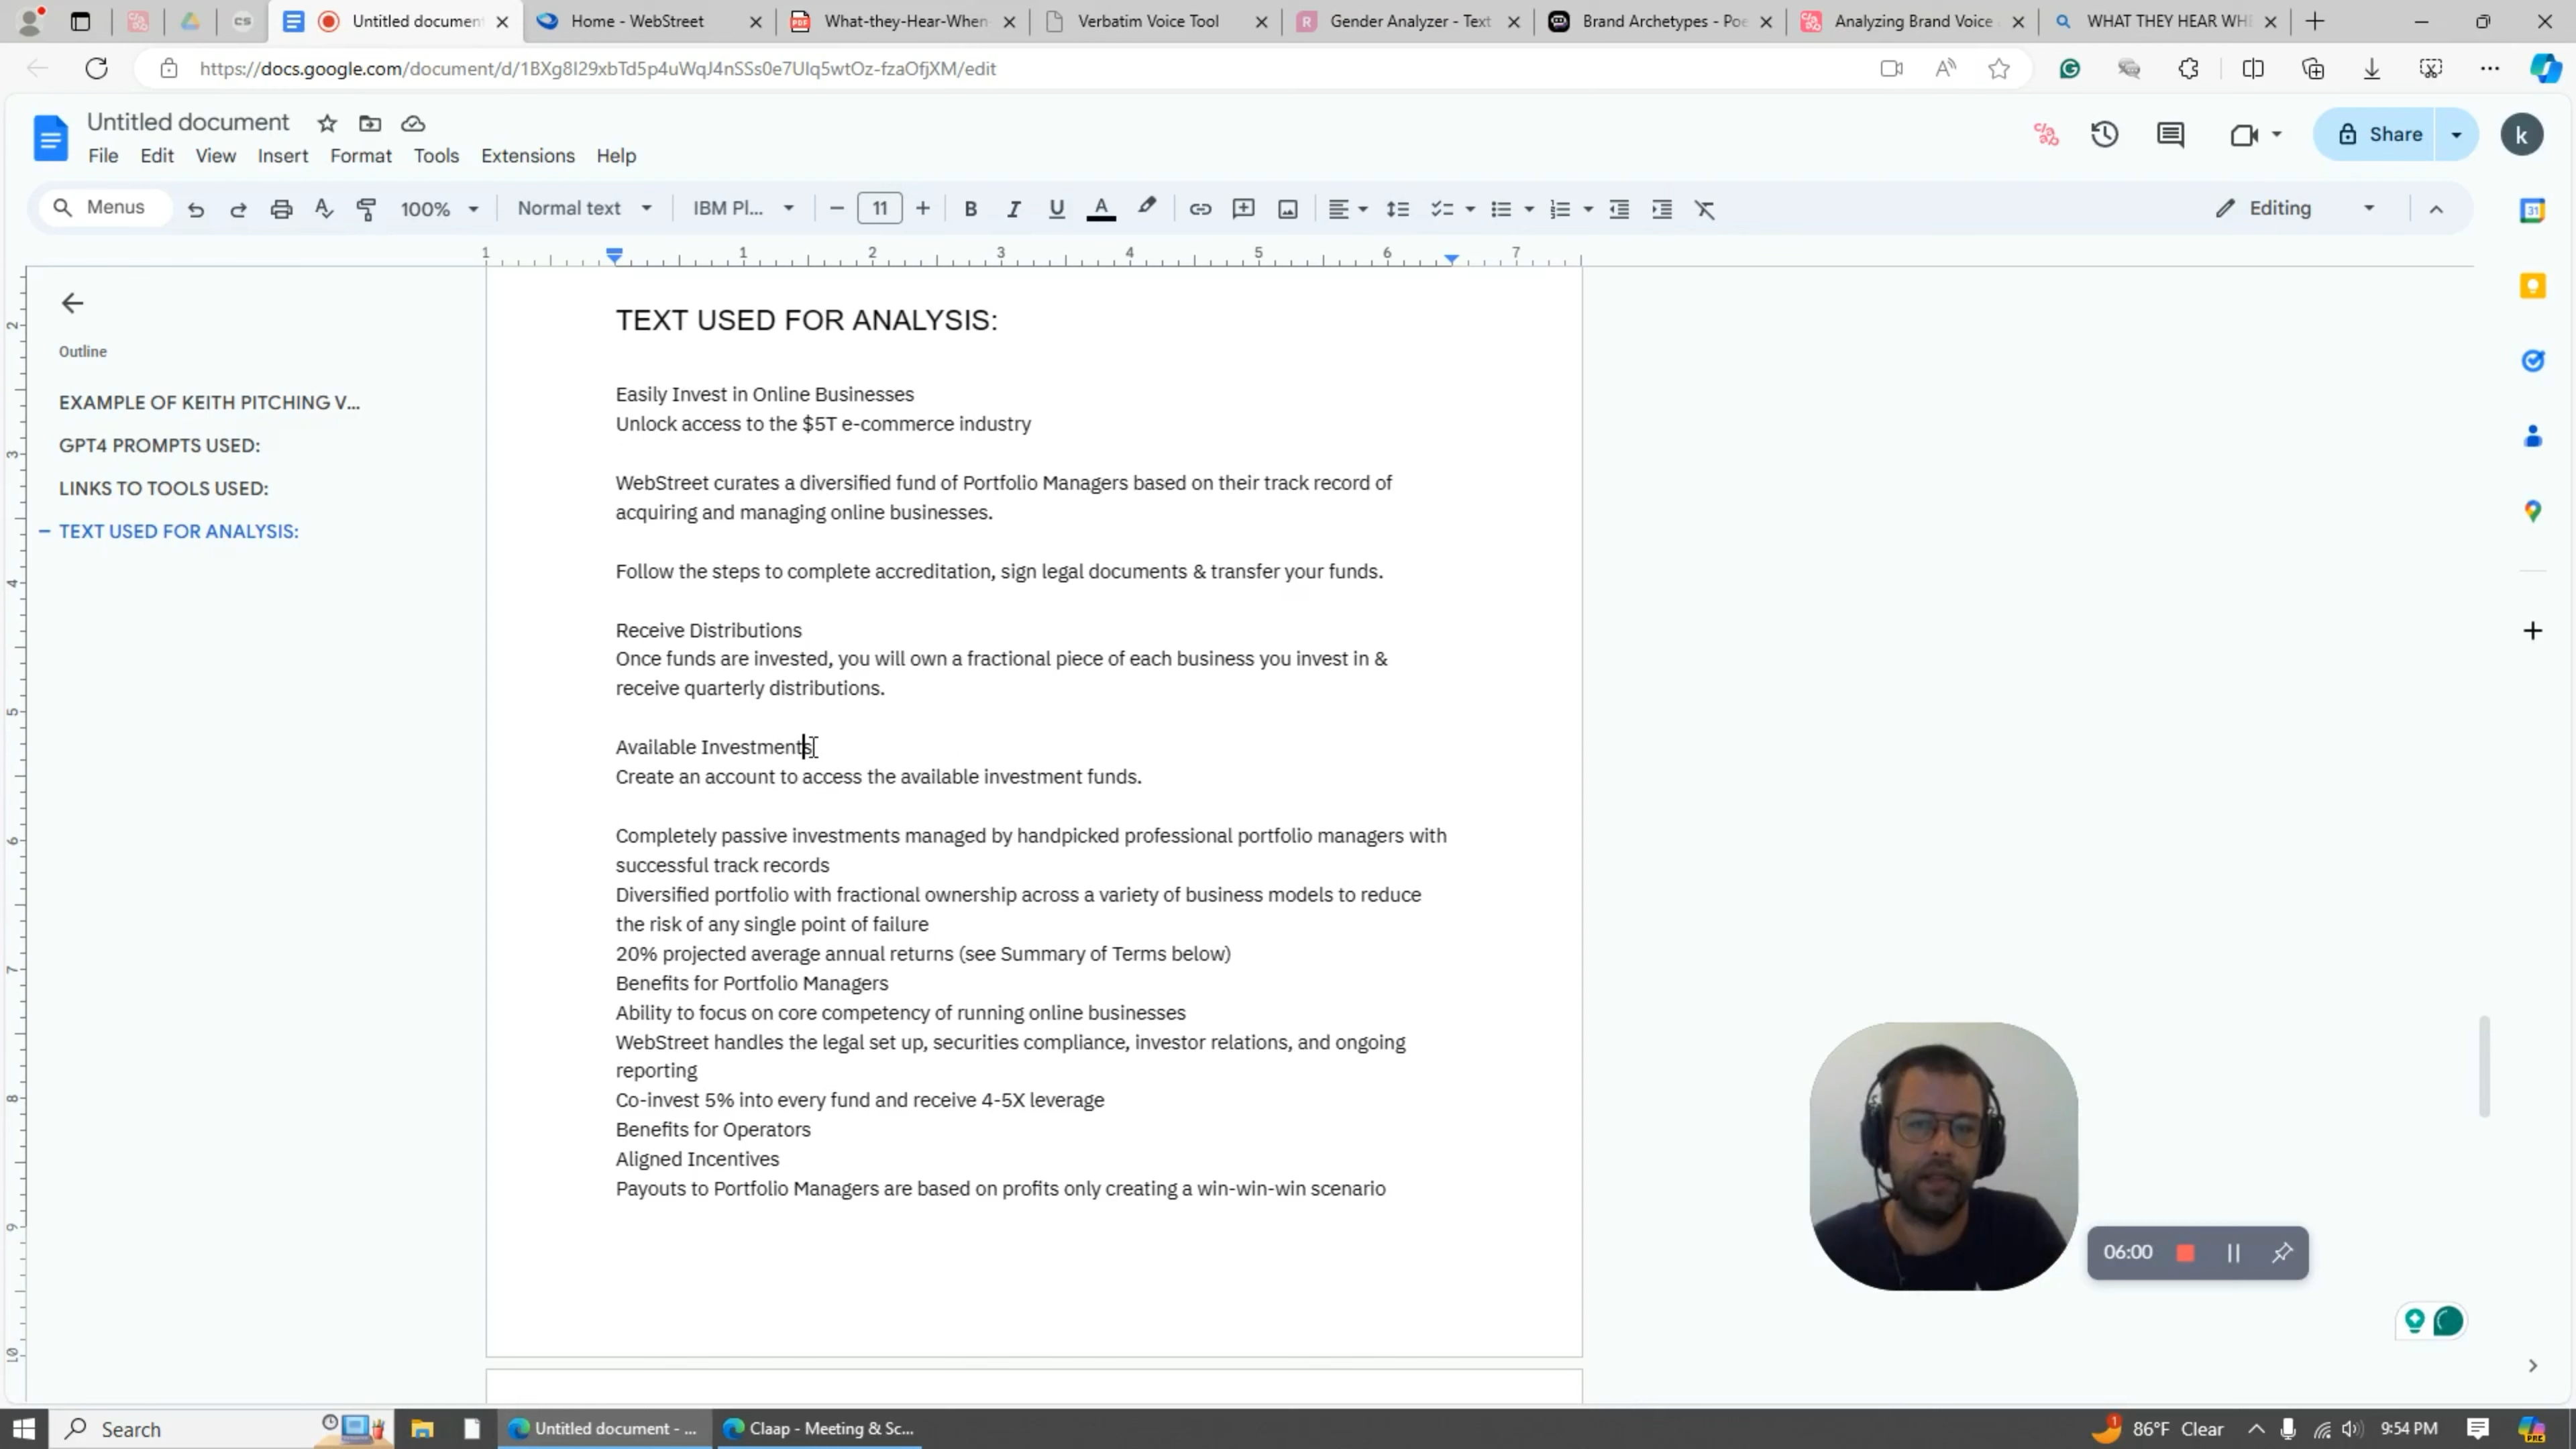 Untitled document
Home - WebStreet
What-they-Hear-When
Verbatim Voice Tool
Gender Analyzer - Text
Brand Archetypes - Poe
Analyzing Brand Voice
WHAT THEY HEAR WHE
https://docs.google.com/document/d/1BXg8I29xbTd5p4uWqJ4nSSs0e7UIq5wtOz-fzaOfjXM/edit
Untitled document
File Edit View Insert Format Tools Extensions Help
Share
k
Menus 100% Normal text IBM Pl... 11 Editing
1 1 2 3 4 5 6 7
Outline
EXAMPLE OF KEITH PITCHING V...
GPT4 PROMPTS USED:
LINKS TO TOOLS USED:
TEXT USED FOR ANALYSIS:
TEXT USED FOR ANALYSIS:
Easily Invest in Online Businesses
Unlock access to the $5T e-commerce industry
WebStreet curates a diversified fund of Portfolio Managers based on their track record of
acquiring and managing online businesses.
Follow the steps to complete accreditation, sign legal documents & transfer your funds.
Receive Distributions
Once funds are invested, you will own a fractional piece of each business you invest in &
receive quarterly distributions.
Available Investments
Create an account to access the available investment funds.
Completely passive investments managed by handpicked professional portfolio managers with
successful track records
Diversified portfolio with fractional ownership across a variety of business models to reduce
the risk of any single point of failure
20% projected average annual returns (see Summary of Terms below)
Benefits for Portfolio Managers
Ability to focus on core competency of running online businesses
WebStreet handles the legal set up, securities compliance, investor relations, and ongoing
reporting
Co-invest 5% into every fund and receive 4-5X leverage
Benefits for Operators
Aligned Incentives
Payouts to Portfolio Managers are based on profits only creating a win-win-win scenario
06:00
Search
Untitled document - ...
Claap - Meeting & Sc...
86°F Clear
9:54 PM